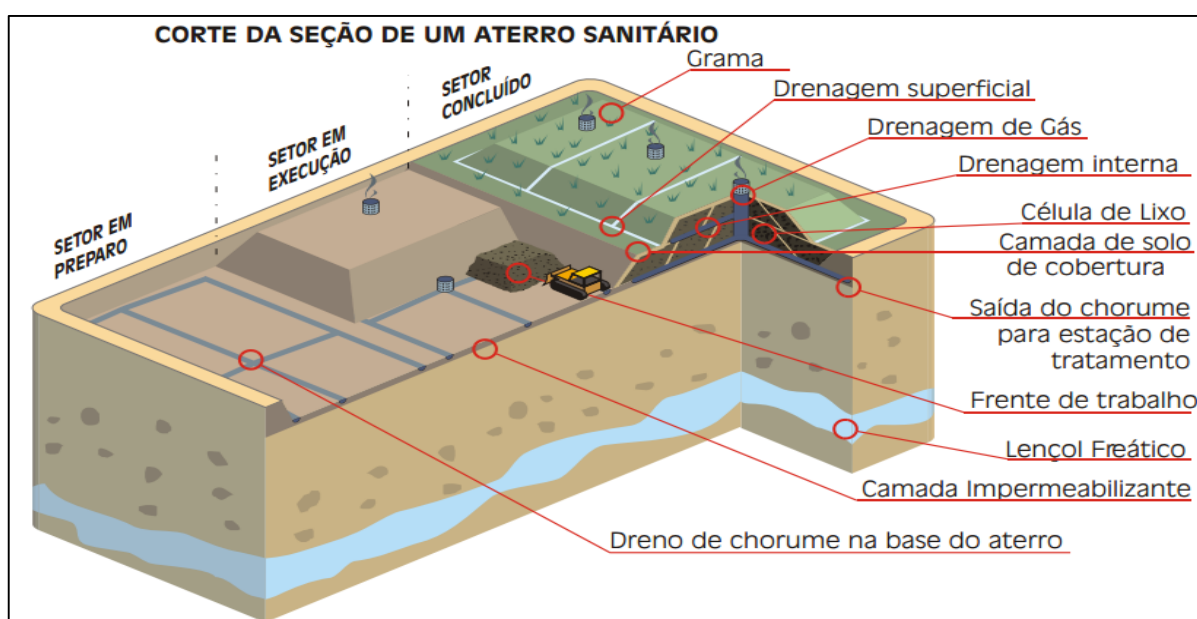 CORTE DA SEÇÃO DE UM ATERRO SANITÁRIO
SETOR EM
PREPARO
SETOR EM
EXECUÇÃO
SETOR
CONCLUÍDO
Grama
Drenagem superficial
Drenagem de Gás
Drenagem interna
Célula de Lixo
Camada de solo
de cobertura
Saída do chorume
para estação de
tratamento
Frente de trabalho
Lençol Freático
Camada Impermeabilizante
Dreno de chorume na base do aterro